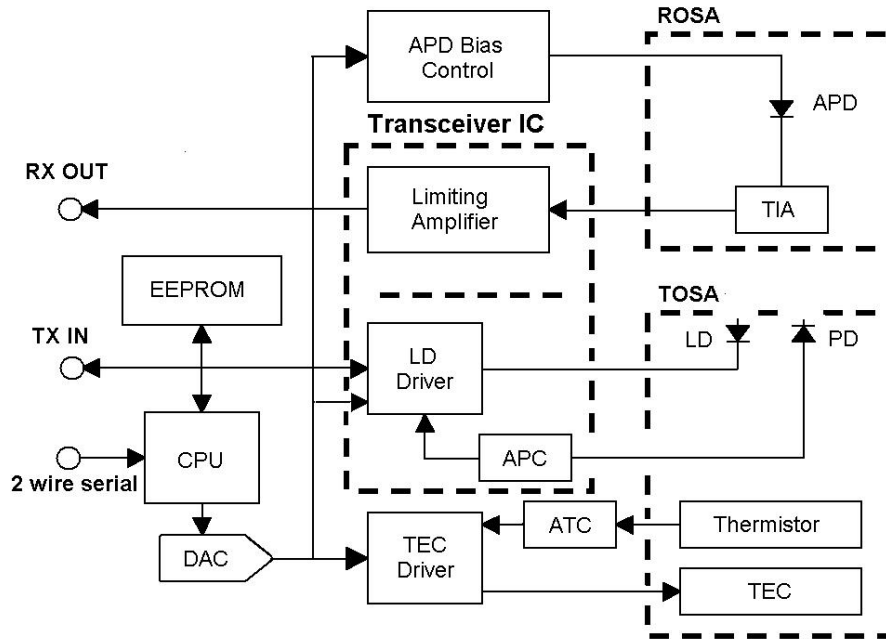 ROSA
APD Bias
Control
APD
Transceiver IC
RX OUT
Limiting
Amplifier
TIA
EEPROM
TOSA
TX IN
LD
Driver
LD
PD
CPU
APC
2 wire serial
DAC
TEC
Driver
ATC
Thermistor
TEC